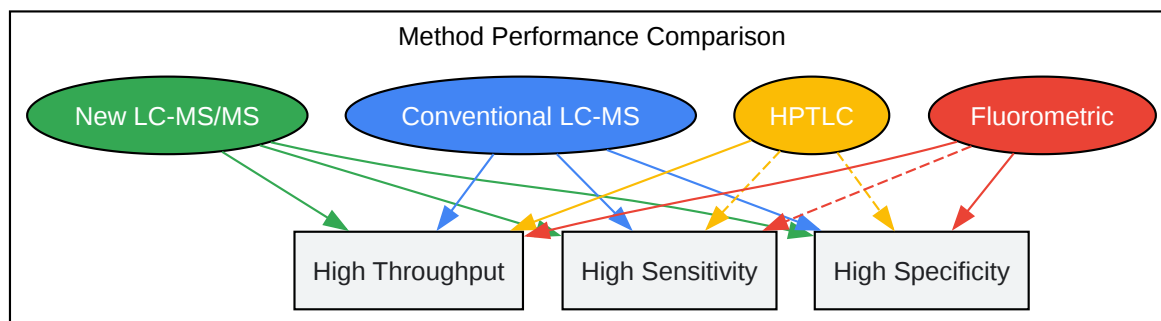 Method Performance Comparison
New LC-MS/MS
Conventional LC-MS
HPTLC
Fluorometric
High Throughput
High Sensitivity
High Specificity